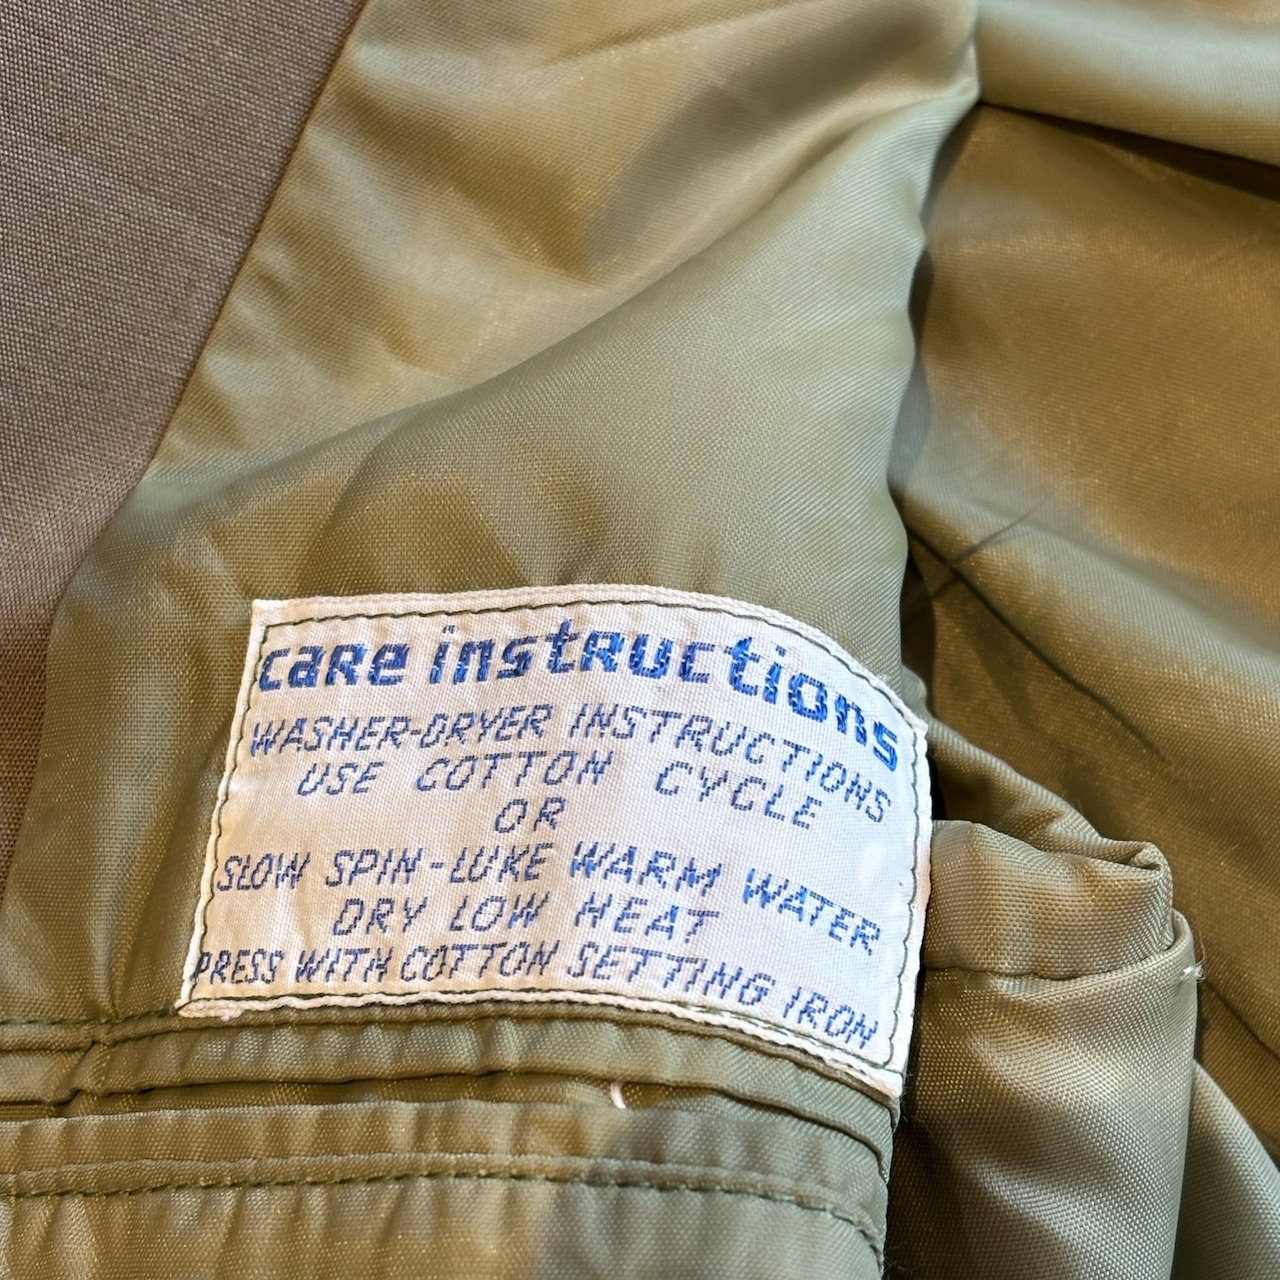 care instructions
WASHER-DRYER INSTRUCTIONS
USE COTTON CYCLE
OR
SLOW SPIN-LUKE WARM WATER
DRY LOW HEAT
PRESS WITH COTTON SETTING IRON